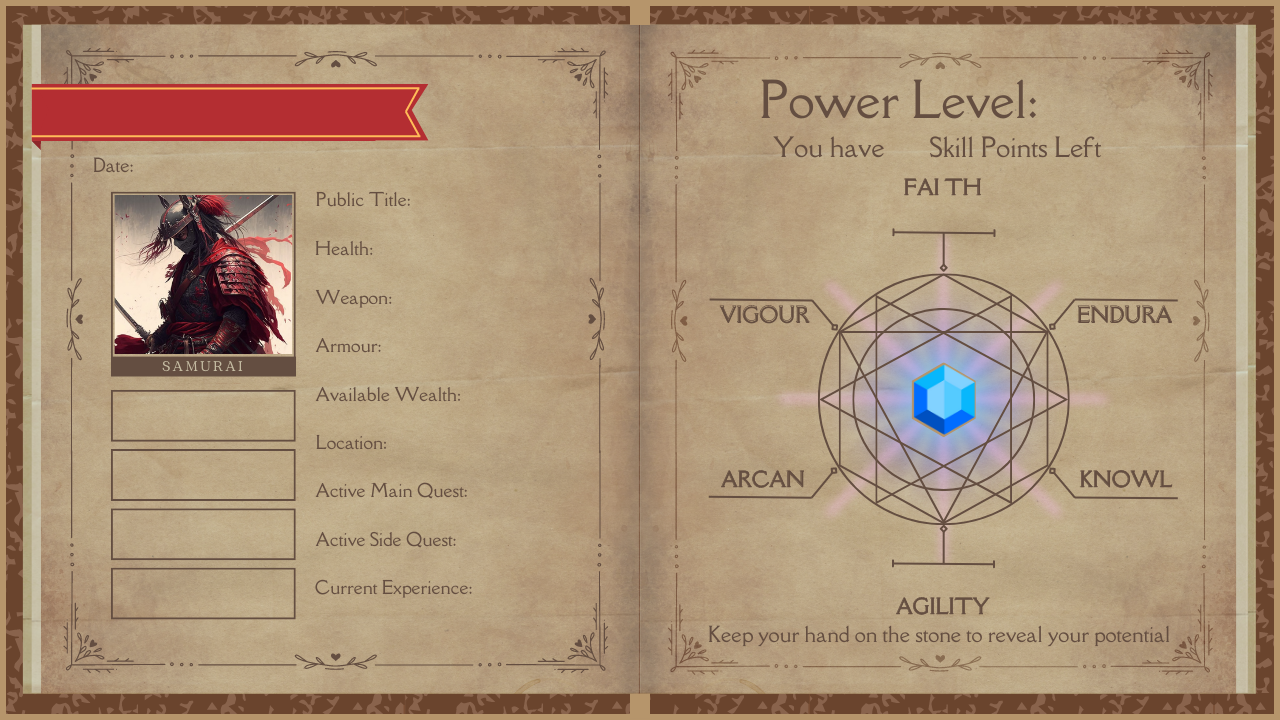 Date:
SAMURAI
Public Title:
Health:
Weapon:
Armour:
Available Wealth:
Location:
Active Main Quest:
Active Side Quest:
Current Experience:
Power Level:
You have Skill Points Left
FAI TH
VIGOUR
ENDURA
ARCAN
KNOWL
AGILITY
Keep your hand on the stone to reveal your potential